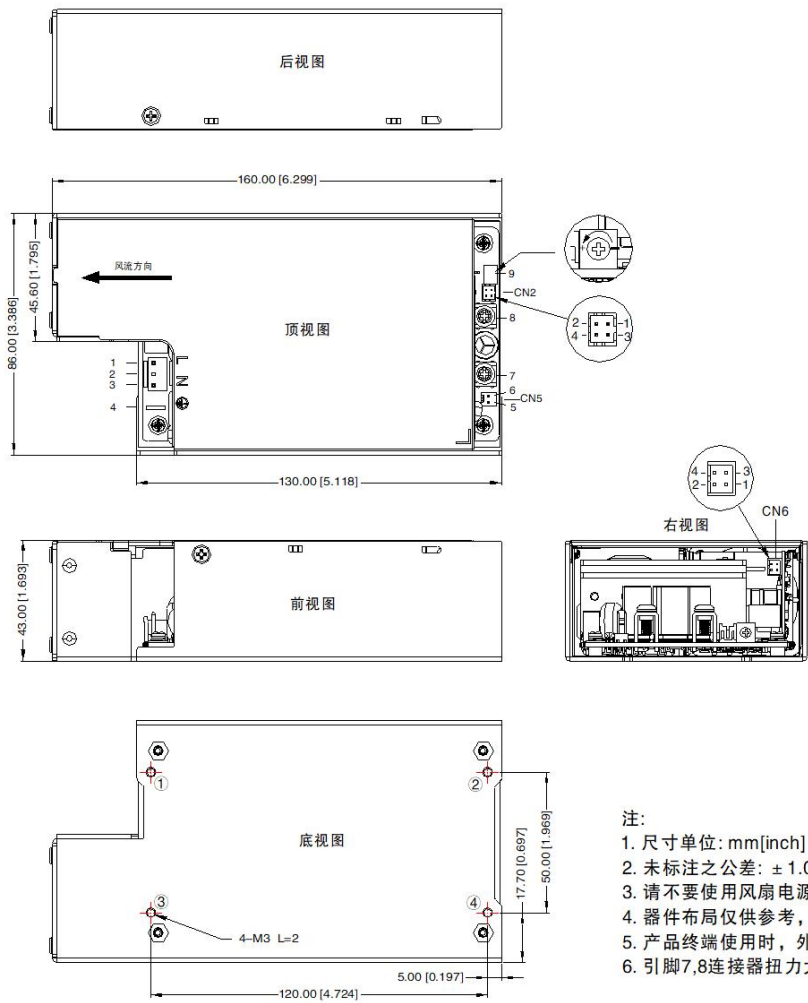 后视图
160.00 [6.299]
86.00 [3.386]
45.60 [1.795]
风流方向
顶视图
9
CN2
8
7
6
CN5
5
+
2
1
4
3
1
2
3
4
L
N
130.00 [5.118]
4
3
2
1
CN6
右视图
43.00 [1.693]
前视图
①
②
底视图
③
④
4-M3 L=2
17.70 [0.697]
50.00 [1.969]
5.00 [0.197]
120.00 [4.724]
注:
1. 尺寸单位: mm[inch]
2. 未标注之公差: ±1.0
3. 请不要使用风扇电源
4. 器件布局仅供参考,
5. 产品终端使用时, 外
6. 引脚7,8连接器扭力